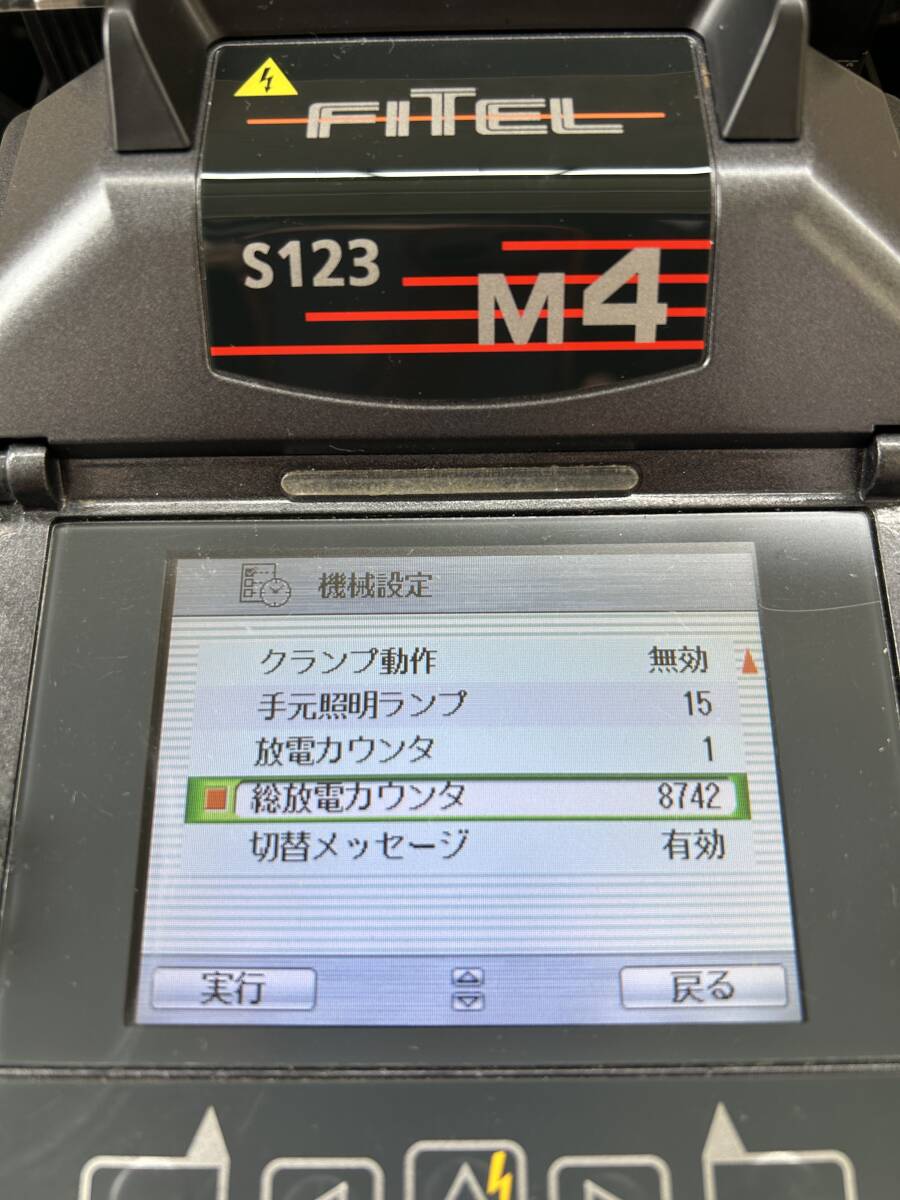 FITEL
S123
M4
機械設定
クランプ動作 無効
手元照明ランプ 15
放電カウンタ 1
総放電カウンタ 8742
切替メッセージ 有効
実行 戻る